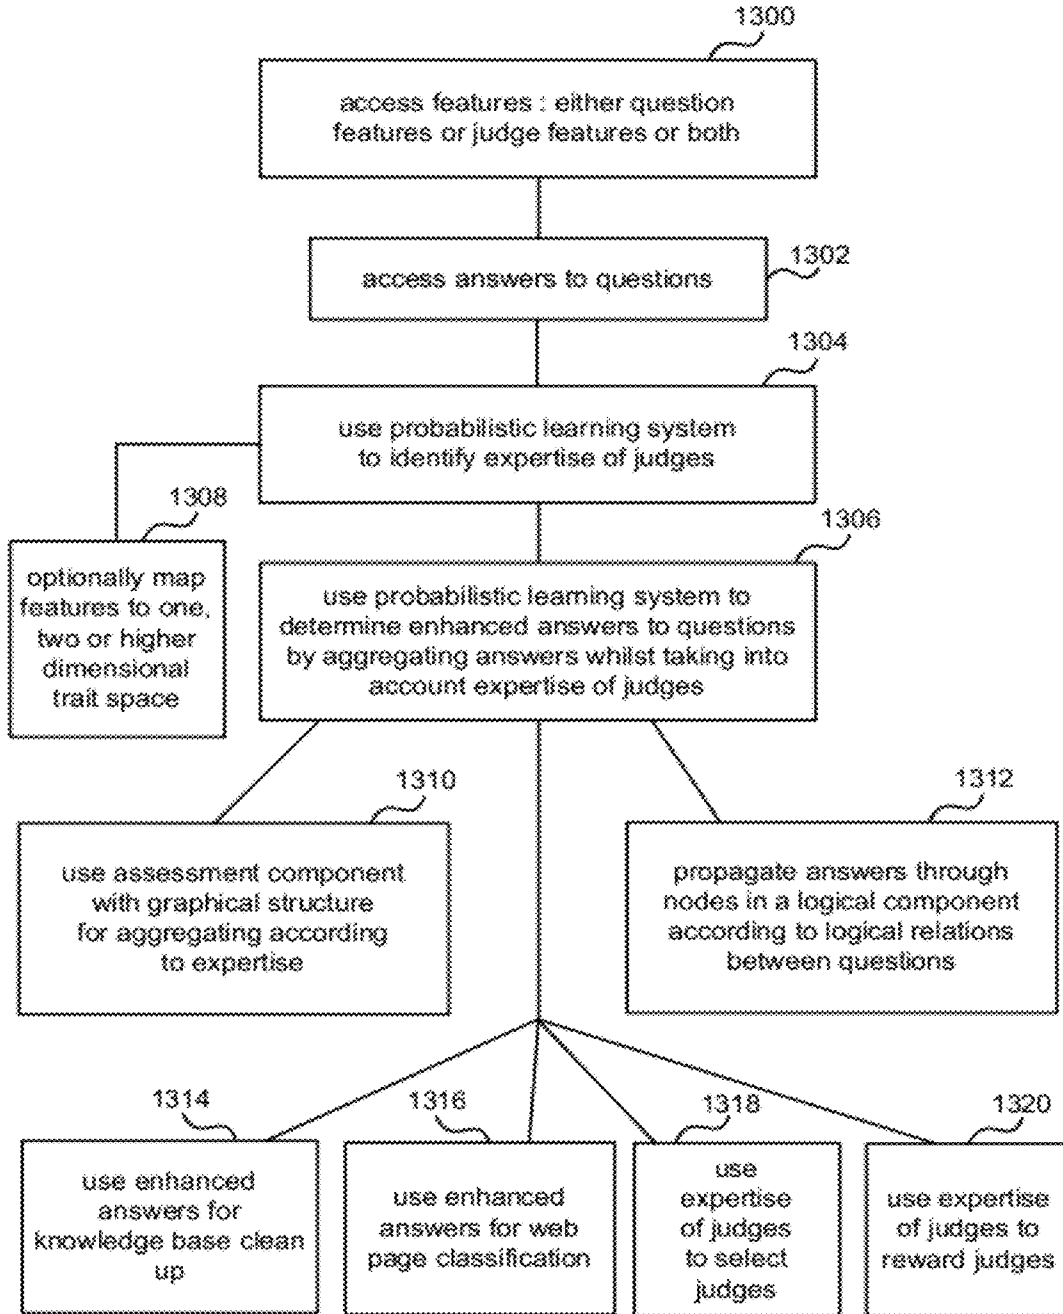 1300
access features : either question
features or judge features or both
1302
access answers to questions
1304
use probabilistic learning system
to identify expertise of judges
1308
optionally map
features to one,
two or higher
dimensional
trait space
1306
use probabilistic learning system to
determine enhanced answers to questions
by aggregating answers whilst taking into
account expertise of judges
1310
use assessment component
with graphical structure
for aggregating according
to expertise
1312
propagate answers through
nodes in a logical component
according to logical relations
between questions
1314
use enhanced
answers for
knowledge base clean
up
1316
use enhanced
answers for web
page classification
1318
use
expertise
of judges
to select
judges
1320
use expertise
of judges to
reward judges